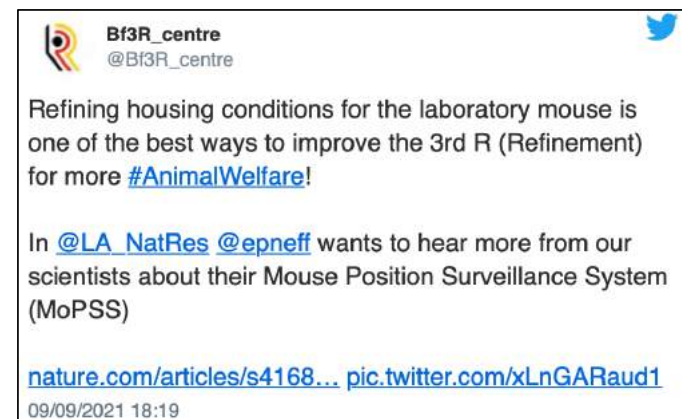 Bf3R_centre
@Bf3R_centre
Refining housing conditions for the laboratory mouse is
one of the best ways to improve the 3rd R (Refinement)
for more #AnimalWelfare!
In @LA_NatRes @epneff wants to hear more from our
scientists about their Mouse Position Surveillance System
(MoPSS)
nature.com/articles/s4168… pic.twitter.com/xLnGARaud1
09/09/2021 18:19